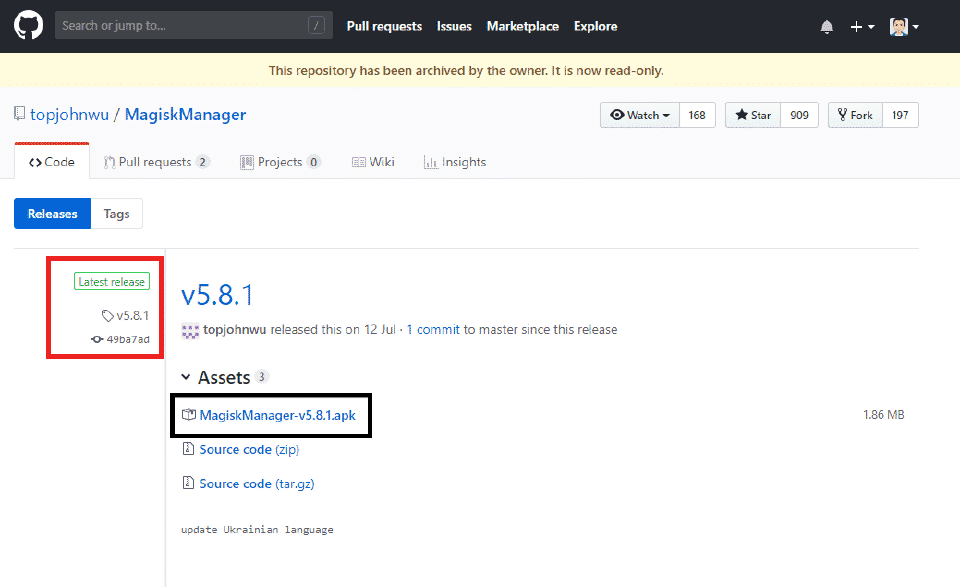 Search or jump to... /
Pull requests Issues Marketplace Explore
This repository has been archived by the owner. It is now read-only.
topjohnwu / MagiskManager
Watch 168 Star 909 Fork 197
Code Pull requests 2 Projects 0 Wiki Insights
Releases Tags
Latest release
v5.8.1
49ba7ad
v5.8.1
topjohnwu released this on 12 Jul · 1 commit to master since this release
Assets 3
MagiskManager-v5.8.1.apk 1.86 MB
Source code (zip)
Source code (tar.gz)
update Ukrainian language